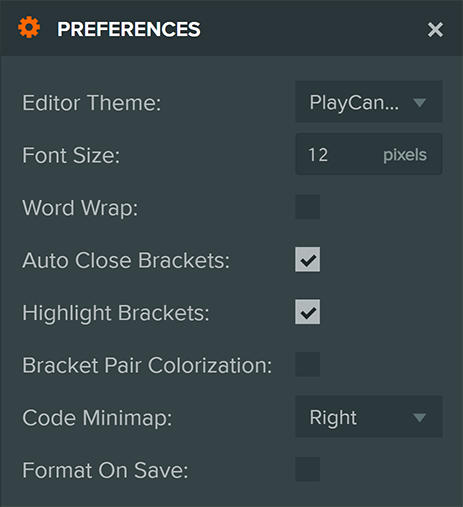 PREFERENCES
Editor Theme: PlayCan...
Font Size: 12 pixels
Word Wrap:
Auto Close Brackets:
Highlight Brackets:
Bracket Pair Colorization:
Code Minimap: Right
Format On Save: